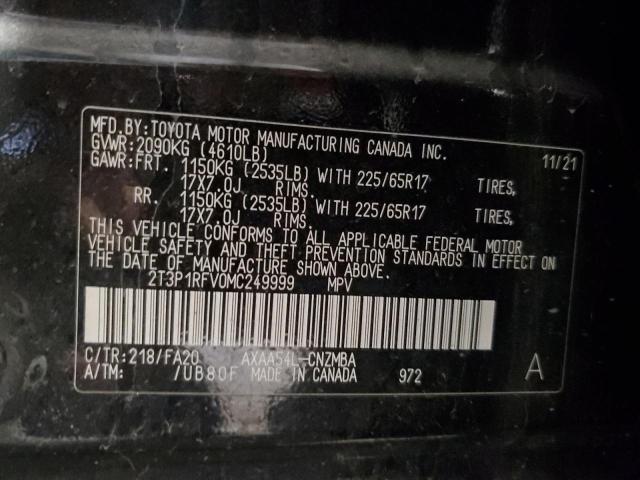 MFD.BY:TOYOTA MOTOR MANUFACTURING CANADA INC.
GVWR:2090KG (4610LB) 11/21
GAWR:FRT. 1150KG (2535LB) WITH 225/65R17 TIRES,
17X7.0J RIMS.
RR. 1150KG (2535LB) WITH 225/65R17 TIRES,
17X7.0J RIMS.
THIS VEHICLE CONFORMS TO ALL APPLICABLE FEDERAL MOTOR
VEHICLE SAFETY AND THEFT PREVENTION STANDARDS IN EFFECT ON
THE DATE OF MANUFACTURE SHOWN ABOVE.
2T3P1RFV0MC249999 MPV
C/TR:218/FA20 AXAA54L-CNZMBA
A/TM: /UB80F MADE IN CANADA 972 A